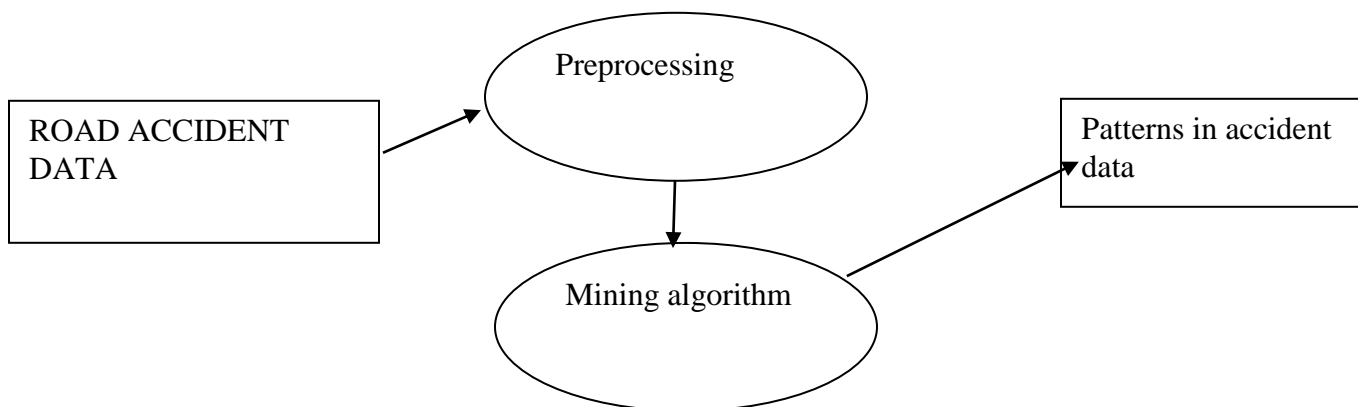 Preprocessing
ROAD ACCIDENT
DATA
Patterns in accident
data
Mining algorithm